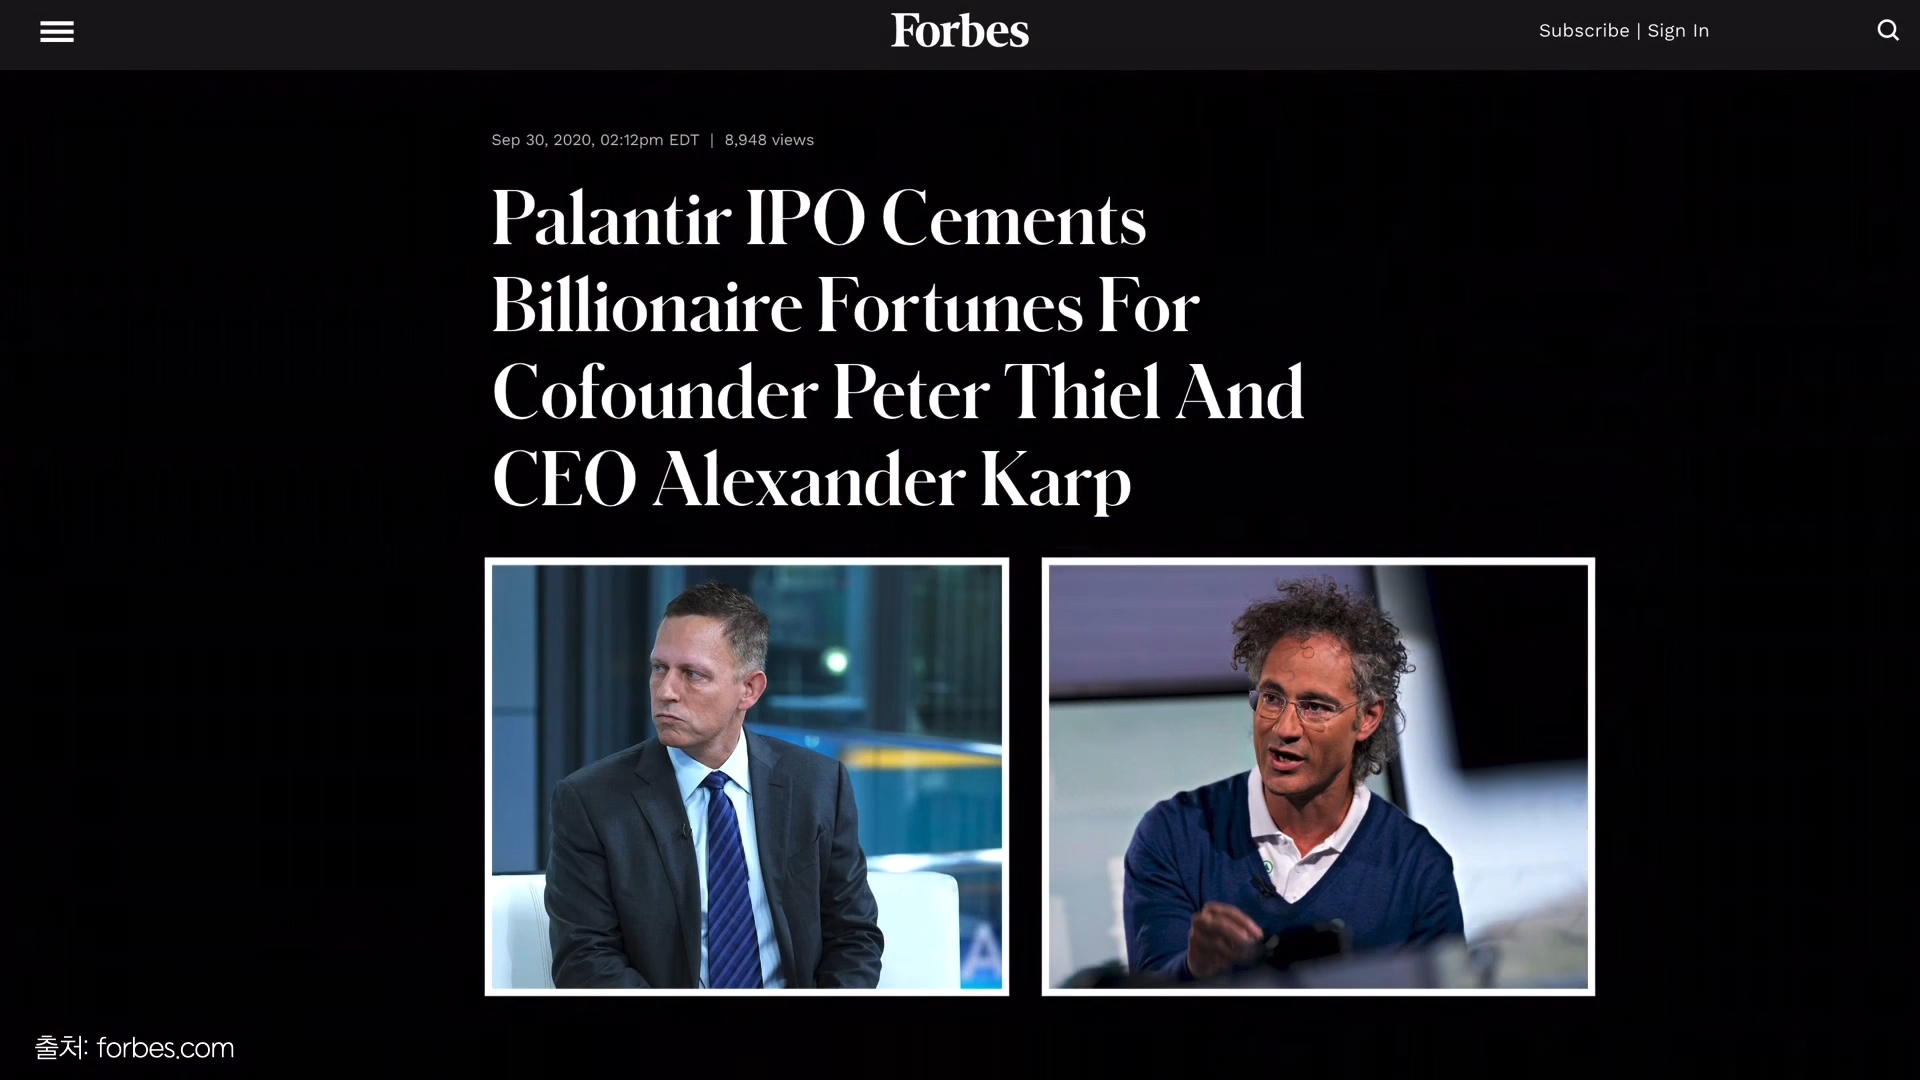 Forbes
Subscribe | Sign In
Sep 30, 2020, 02:12pm EDT | 8,948 views
Palantir IPO Cements
Billionaire Fortunes For
Cofounder Peter Thiel And
CEO Alexander Karp
A
출처: forbes.com